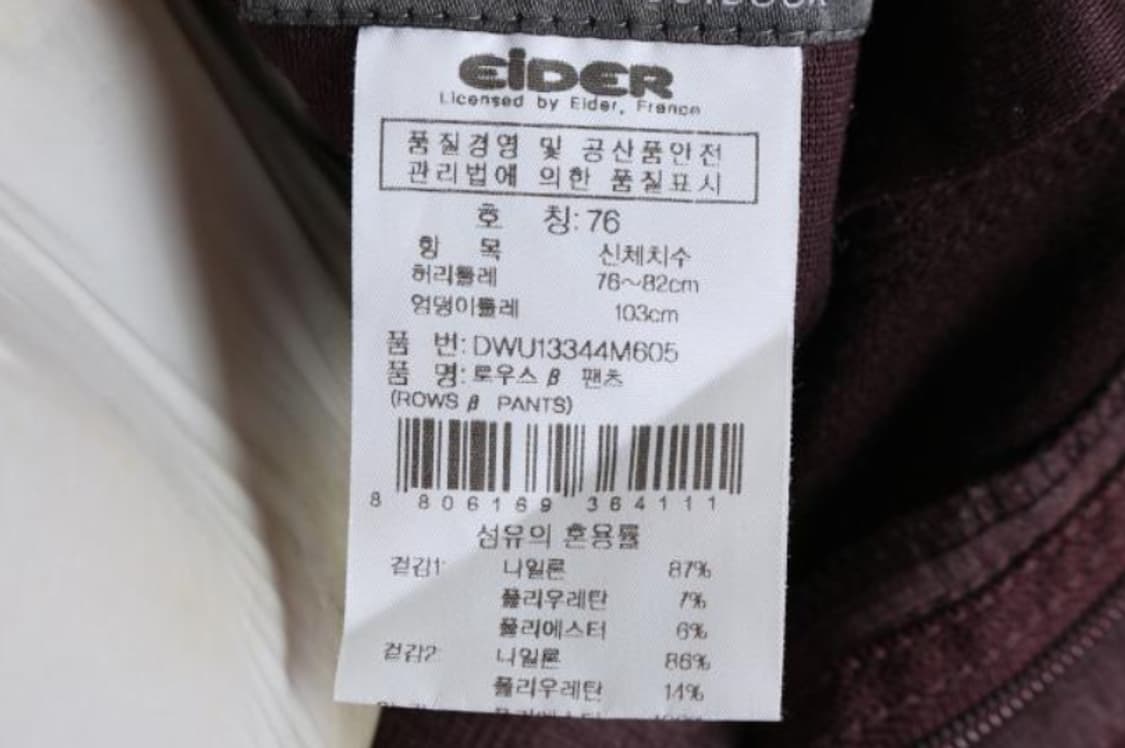 OUTDOOR
EiDER
Licensed by Eider, France
품질경영 및 공산품안전
관리법에 의한 품질표시
호 칭: 76
항 목 신체치수
허리둘레 76~82cm
엉덩이둘레 103cm
품 번: DWU13344M605
품 명: 로우스 β 팬츠
(ROWS β PANTS)
8 806169 364111
섬유의 혼용률
겉감1: 나일론 87%
폴리우레탄 7%
폴리에스터 6%
겉감2: 나일론 86%
폴리우레탄 14%